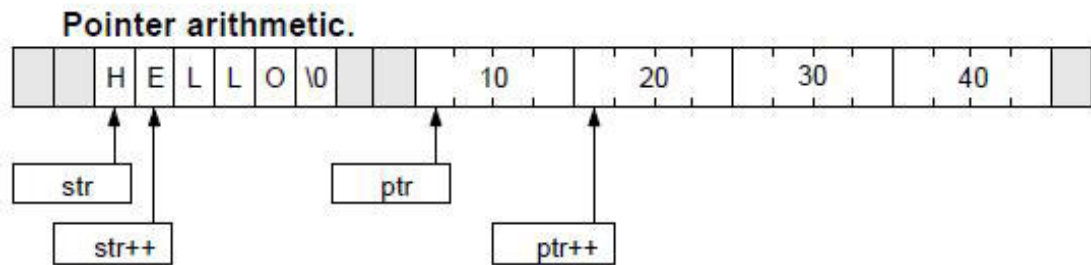 Pointer arithmetic.
H E L L O \0 10 20 30 40
str ptr
str++ ptr++